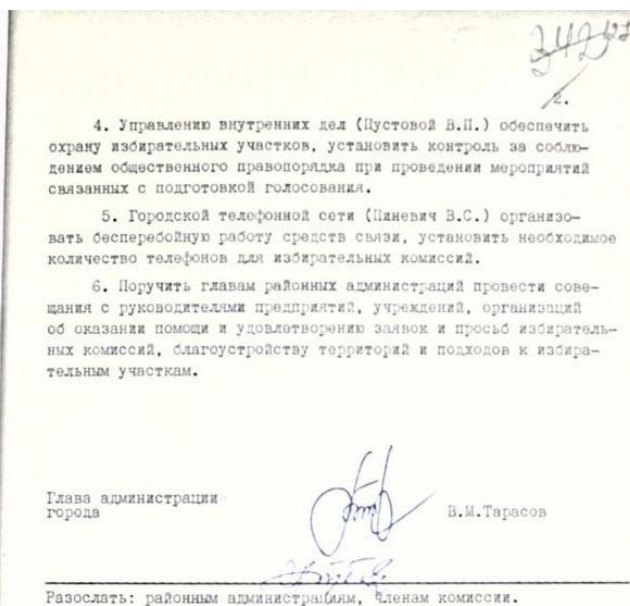 342
2.
4. Управлению внутренних дел (Пустовой В.П.) обеспечить
охрану избирательных участков, установить контроль за соблю-
дением общественного правопорядка при проведении мероприятий
связанных с подготовкой голосования.
5. Городской телефонной сети (Пиневич В.С.) организо-
вать бесперебойную работу средств связи, установить необходимое
количество телефонов для избирательных комиссий.
6. Поручить главам районных администраций провести сове-
щания с руководителями предприятий, учреждений, организаций
об оказании помощи и удовлетворению заявок и просьб избиратель-
ных комиссий, благоустройству территорий и подходов к избира-
тельным участкам.
Глава администрации
города В.М.Тарасов
Разослать: районным администрациям, членам комиссии.